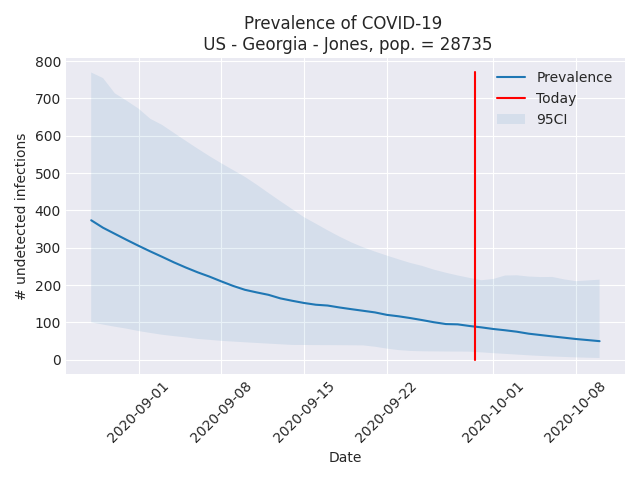 Prevalence of COVID-19
US - Georgia - Jones, pop. = 28735
800
700
600
500
400
300
200
100
0
# undetected infections
Prevalence
Today
95CI
2020-09-01
2020-09-08
2020-09-15
2020-09-22
2020-10-01
2020-10-08
Date